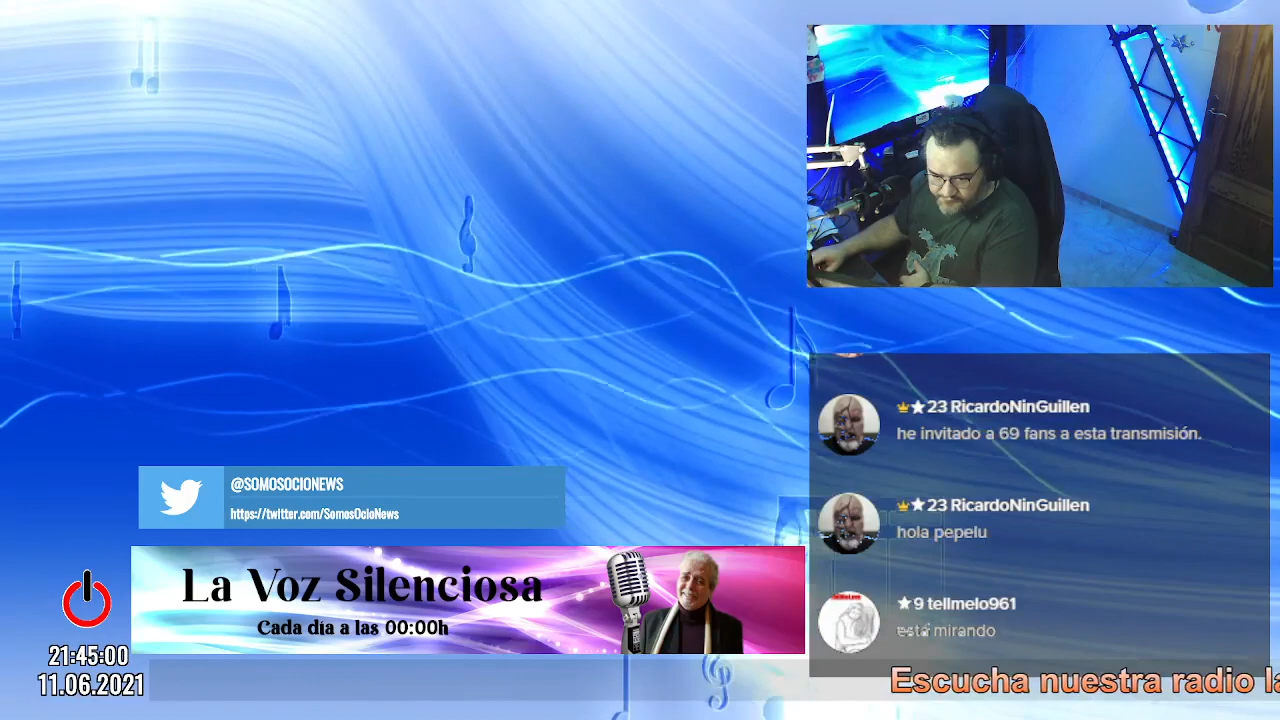 23 RicardoNinGuillen
he invitado a 69 fans a esta transmisión.
23 RicardoNinGuillen
hola pepelu
9 tellmelo961
está mirando
@SOMOSOCIONEWS
https://twitter.com/SomosOcioNews
La Voz Silenciosa
Cada día a las 00:00h
21:45:00
11.06.2021
Escucha nuestra radio la